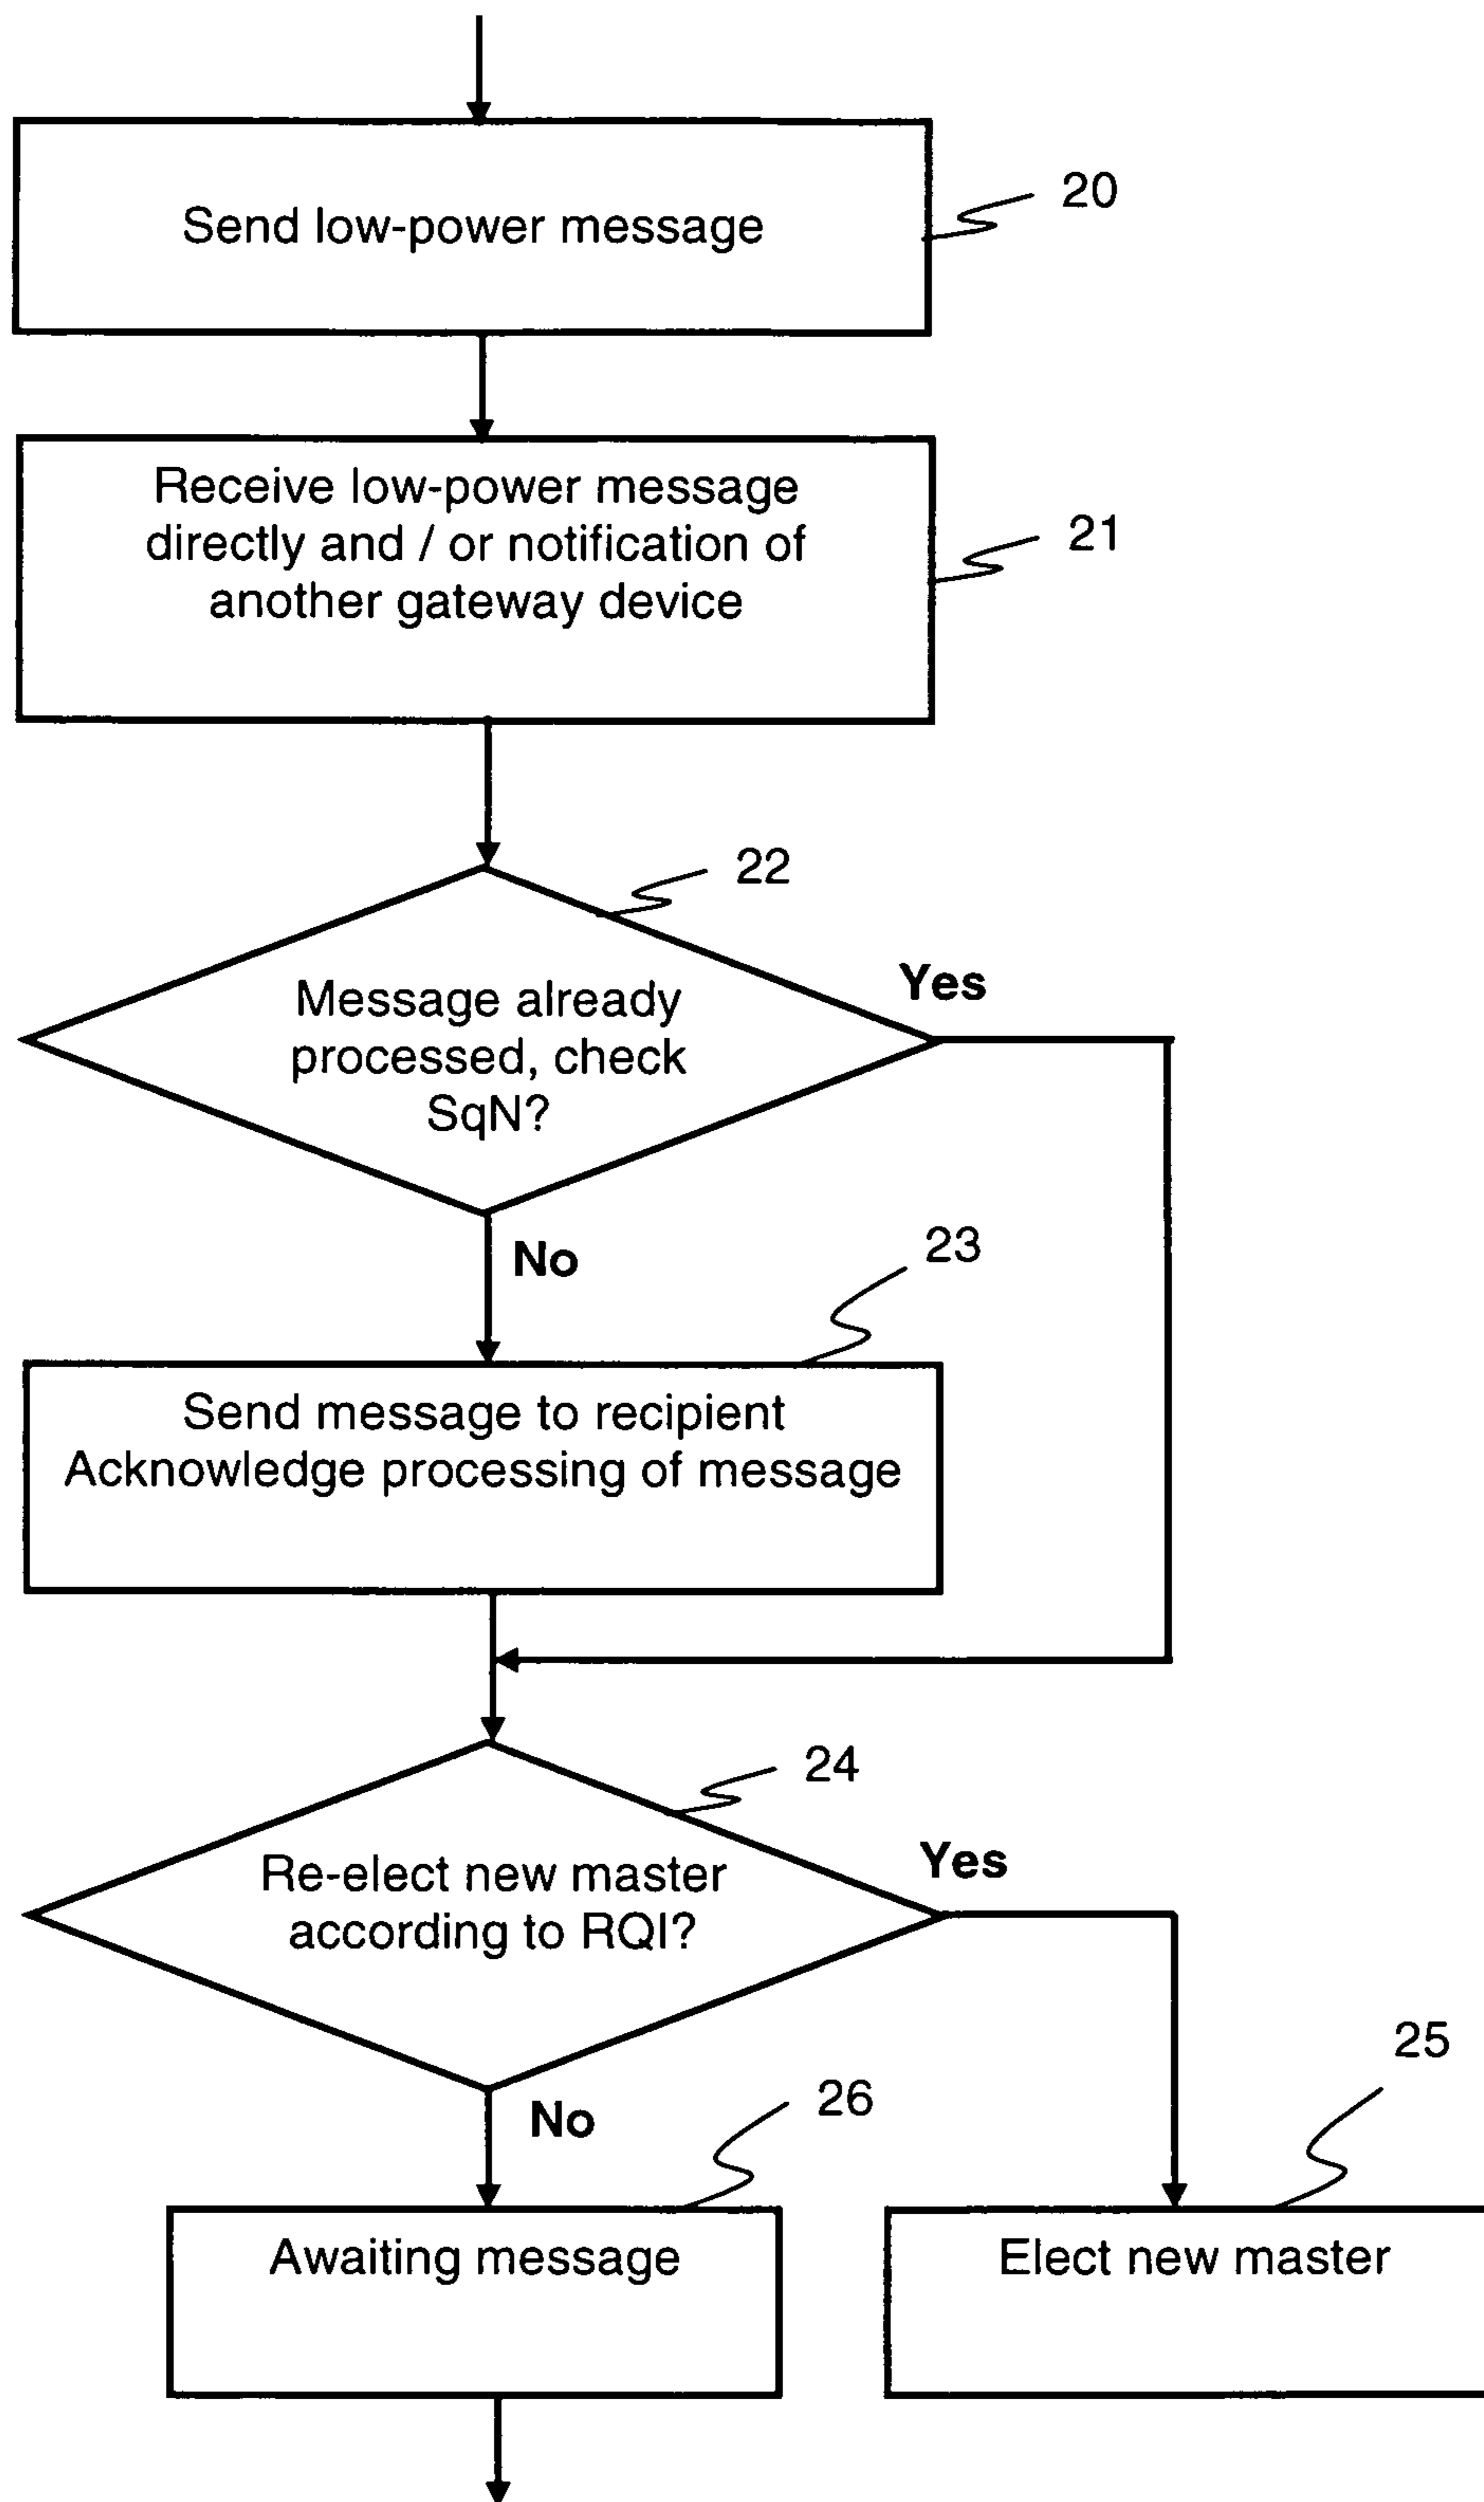 Send low-power message
20
Receive low-power message
directly and / or notification of
another gateway device
21
22
Message already
processed, check
SqN?
Yes
No
23
Send message to recipient
Acknowledge processing of message
24
Re-elect new master
according to RQI?
Yes
No
26
25
Awaiting message
Elect new master